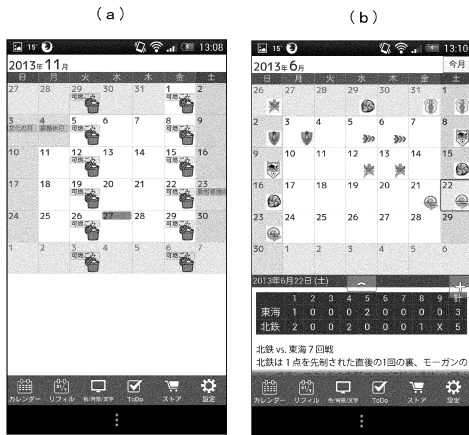 (a)
15°
13:08
2013年11月
日 月 火 水 木 金 土
27 28 29 30 31 1 2
可燃ごみ 可燃ごみ
3 4 5 6 7 8 9
文化の日 振替休日 可燃ごみ 可燃ごみ
10 11 12 13 14 15 16
可燃ごみ 可燃ごみ
17 18 19 20 21 22 23
可燃ごみ 可燃ごみ
24 25 26 27 28 29 30
可燃ごみ 可燃ごみ
1 2 3 4 5 6 7
可燃ごみ 可燃ごみ
カレンダー リフィル 色/背景/文字 ToDo ストア 設定
(b)
15°
13:10
2013年6月
今月
日 月 火 水 木 金 土
26 27 28 29 30 31 1
2 3 4 5 6 7 8
9 10 11 12 13 14 15
16 17 18 19 20 21 22
23 24 25 26 27 28 29
30 1 2 3 4 5 6
2013年6月22日(土)
1 2 3 4 5 6 7 8 9 計
東海 1 0 0 0 2 0 0 0 0 3
北鉄 2 0 0 2 0 0 0 1 X 5
北鉄 vs. 東海7回戦
北鉄は1点を先制された直後の1回の裏、モーガンの
カレンダー リフィル 色/背景/文字 ToDo ストア 設定